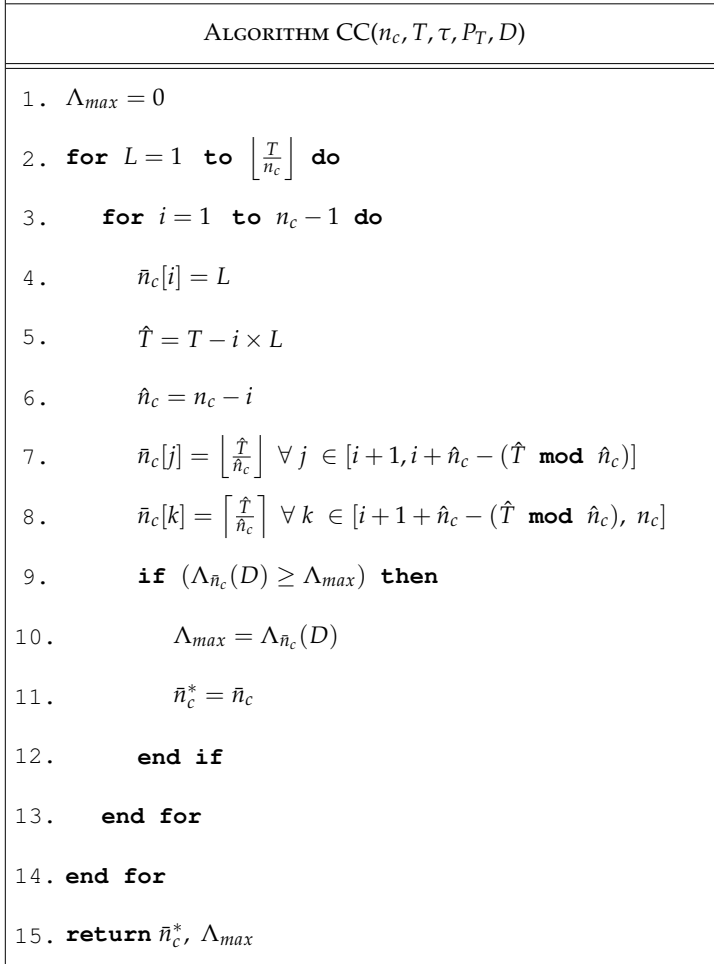 ALGORITHM CC(n_c, T, τ, P_T, D)
1. Λ_max = 0
2. for L = 1 to ⌊T/n_c⌋ do
3. for i = 1 to n_c − 1 do
4. n̄_c[i] = L
5. T̂ = T − i × L
6. n̂_c = n_c − i
7. n̄_c[j] = ⌊T̂/n̂_c⌋ ∀ j ∈ [i + 1, i + n̂_c − (T̂ mod n̂_c)]
8. n̄_c[k] = ⌈T̂/n̂_c⌉ ∀ k ∈ [i + 1 + n̂_c − (T̂ mod n̂_c), n_c]
9. if (Λ_n̄_c(D) ≥ Λ_max) then
10. Λ_max = Λ_n̄_c(D)
11. n̄*_c = n̄_c
12. end if
13. end for
14. end for
15. return n̄*_c, Λ_max